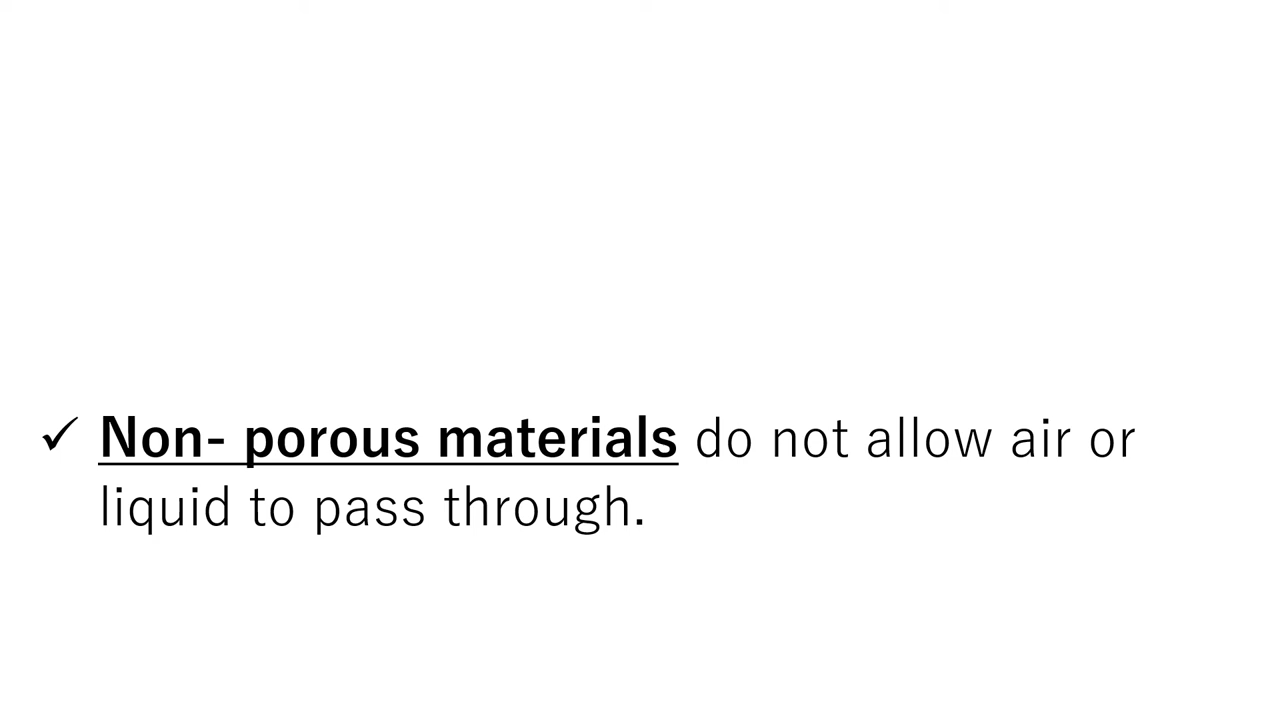 ✓ Non- porous materials do not allow air or
liquid to pass through.